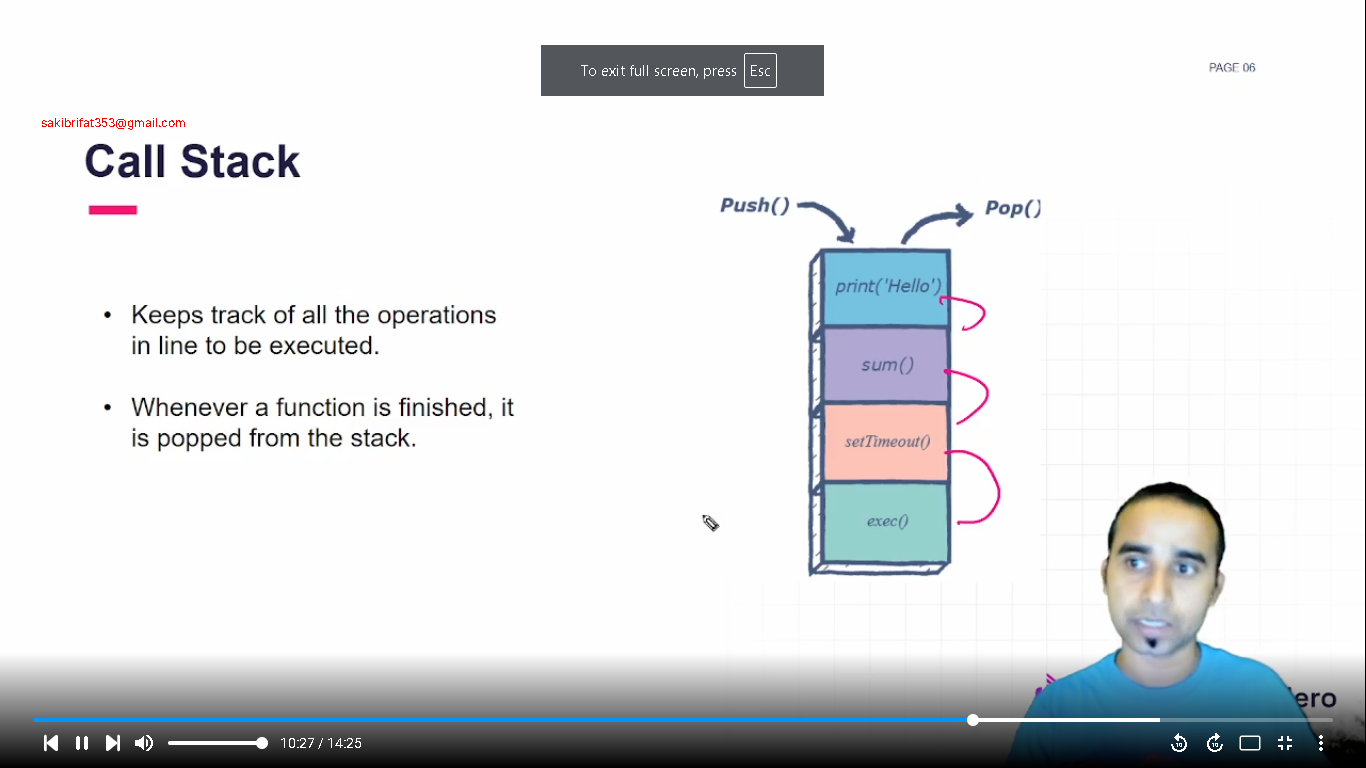 To exit full screen, press Esc
PAGE 06
sakibrifat353@gmail.com
Call Stack
Push()
Pop()
print('Hello')
• Keeps track of all the operations
in line to be executed.
sum()
• Whenever a function is finished, it
is popped from the stack.
setTimeout()
exec()
ero
10:27 / 14:25
10
10